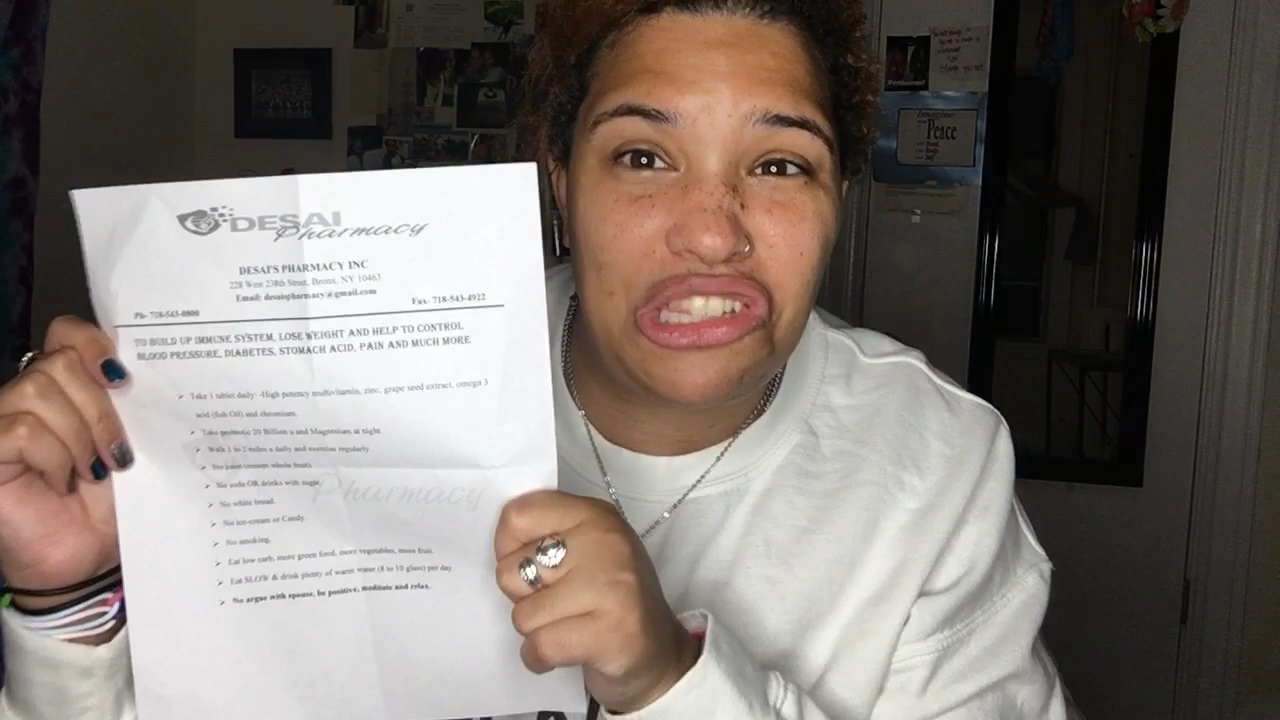 DESAI
Pharmacy
DESAI'S PHARMACY INC
228 West 238th Street, Bronx, NY 10463
Email: desaispharmacy@gmail.com
Ph- 718-543-0800
Fax- 718-543-4922
TO BUILD UP IMMUNE SYSTEM, LOSE WEIGHT AND HELP TO CONTROL
BLOOD PRESSURE, DIABETES, STOMACH ACID, PAIN AND MUCH MORE
Take 1 tablet daily: -High potency multivitamin, zinc, grape seed extract, omega 3
acid (fish Oil) and chromium.
Take probiotic 20 Billion u and Magnesium at night.
Walk 1 to 2 miles a daily and exercise regularly.
No juice (except whole fruit).
No soda OR drinks with sugar.
No white bread.
No ice-cream or Candy.
No smoking.
Eat low carb, more green food, more vegetables, more fruit.
Eat SLOW & drink plenty of warm water (8 to 10 glass) per day.
No argue with spouse, be positive, meditate and relax.
Pharmacy
Peace